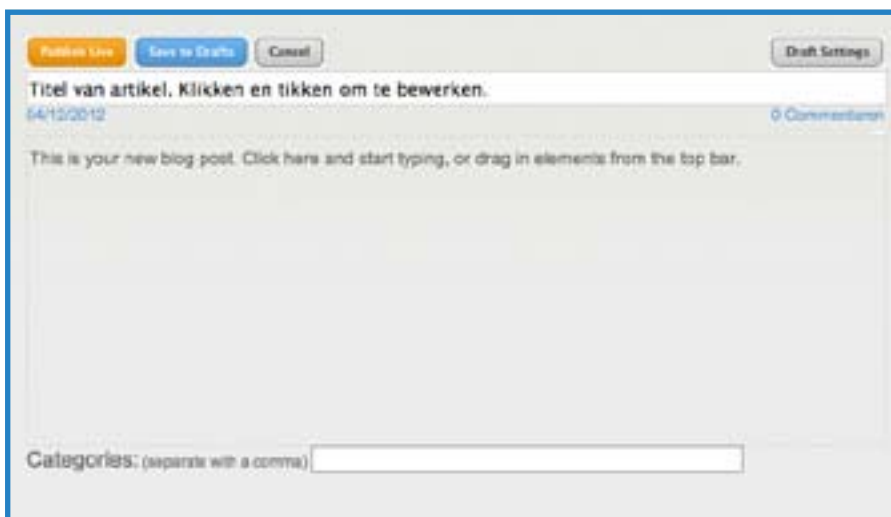 Publish Live Save to Drafts Cancel Draft Settings
Titel van artikel. Klikken en tikken om te bewerken.
04/12/2012 0 Commentaren
This is your new blog post. Click here and start typing, or drag in elements from the top bar.
Categories: (separate with a comma)